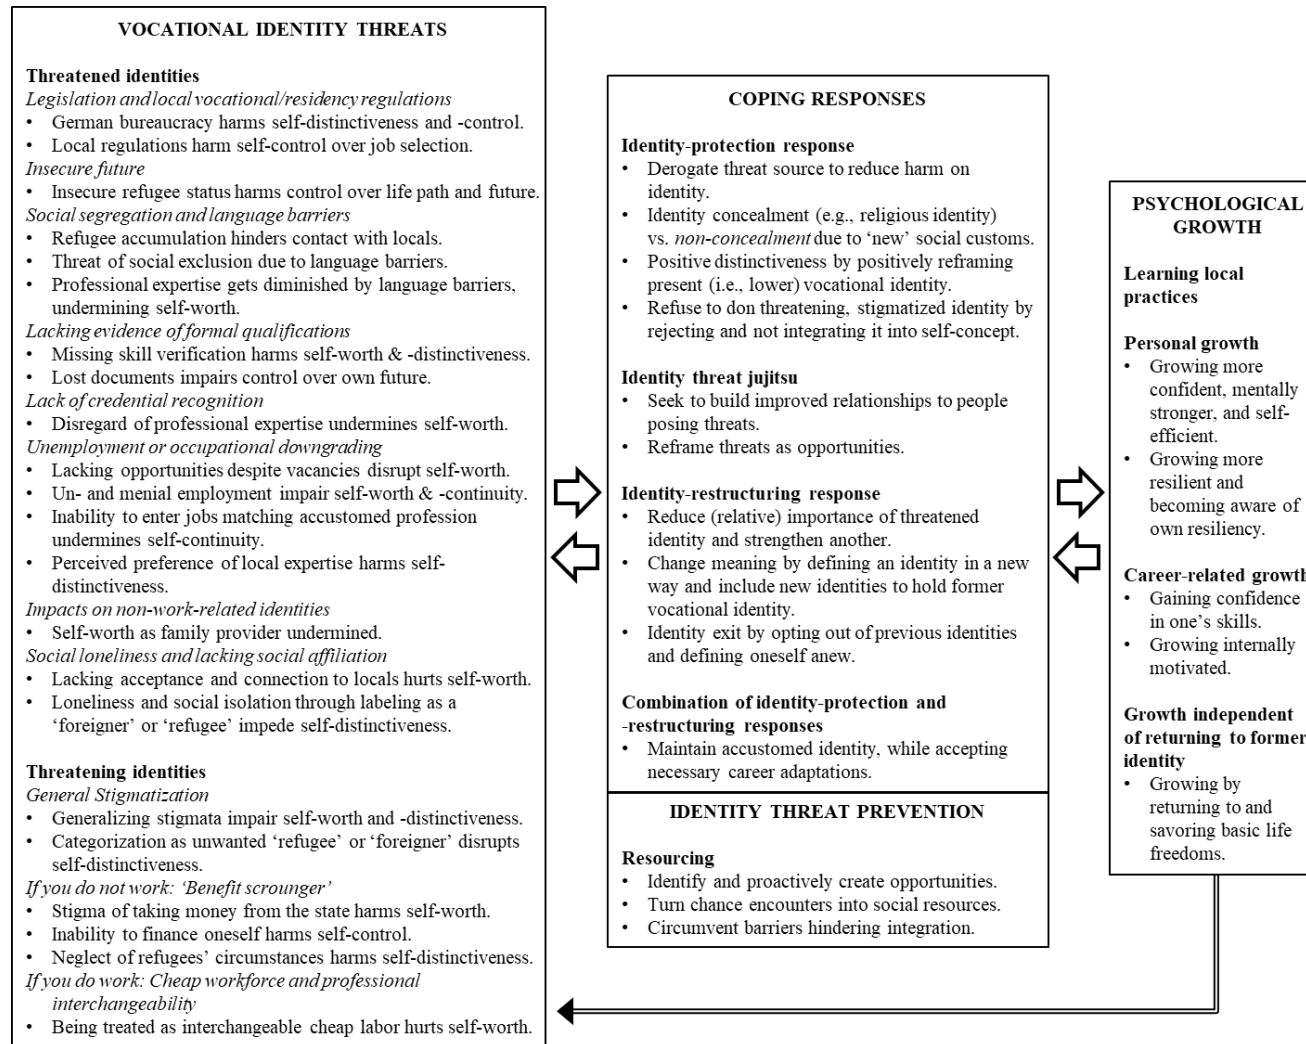 VOCATIONAL IDENTITY THREATS
Threatened identities
Legislation and local vocational/residency regulations
• German bureaucracy harms self-distinctiveness and -control.
• Local regulations harm self-control over job selection.
Insecure future
• Insecure refugee status harms control over life path and future.
Social segregation and language barriers
• Refugee accumulation hinders contact with locals.
• Threat of social exclusion due to language barriers.
• Professional expertise gets diminished by language barriers,
undermining self-worth.
Lacking evidence of formal qualifications
• Missing skill verification harms self-worth & -distinctiveness.
• Lost documents impairs control over own future.
Lack of credential recognition
• Disregard of professional expertise undermines self-worth.
Unemployment or occupational downgrading
• Lacking opportunities despite vacancies disrupt self-worth.
• Un- and menial employment impair self-worth & -continuity.
• Inability to enter jobs matching accustomed profession
undermines self-continuity.
• Perceived preference of local expertise harms self-
distinctiveness.
Impacts on non-work-related identities
• Self-worth as family provider undermined.
Social loneliness and lacking social affiliation
• Lacking acceptance and connection to locals hurts self-worth.
• Loneliness and social isolation through labeling as a
'foreigner' or 'refugee' impede self-distinctiveness.
Threatening identities
General Stigmatization
• Generalizing stigmata impair self-worth and -distinctiveness.
• Categorization as unwanted 'refugee' or 'foreigner' disrupts
self-distinctiveness.
If you do not work: 'Benefit scrounger'
• Stigma of taking money from the state harms self-worth.
• Inability to finance oneself harms self-control.
• Neglect of refugees' circumstances harms self-distinctiveness.
If you do work: Cheap workforce and professional
interchangeability
• Being treated as interchangeable cheap labor hurts self-worth.
COPING RESPONSES
Identity-protection response
• Derogate threat source to reduce harm on
identity.
• Identity concealment (e.g., religious identity)
vs. non-concealment due to 'new' social customs.
• Positive distinctiveness by positively reframing
present (i.e., lower) vocational identity.
• Refuse to don threatening, stigmatized identity by
rejecting and not integrating it into self-concept.
Identity threat jujitsu
• Seek to build improved relationships to people
posing threats.
• Reframe threats as opportunities.
Identity-restructuring response
• Reduce (relative) importance of threatened
identity and strengthen another.
• Change meaning by defining an identity in a new
way and include new identities to hold former
vocational identity.
• Identity exit by opting out of previous identities
and defining oneself anew.
Combination of identity-protection and
-restructuring responses
• Maintain accustomed identity, while accepting
necessary career adaptations.
IDENTITY THREAT PREVENTION
Resourcing
• Identify and proactively create opportunities.
• Turn chance encounters into social resources.
• Circumvent barriers hindering integration.
PSYCHOLOGICAL
GROWTH
Learning local
practices
Personal growth
• Growing more
confident, mentally
stronger, and self-
efficient.
• Growing more
resilient and
becoming aware of
own resiliency.
Career-related growth
• Gaining confidence
in one's skills.
• Growing internally
motivated.
Growth independent
of returning to former
identity
• Growing by
returning to and
savoring basic life
freedoms.